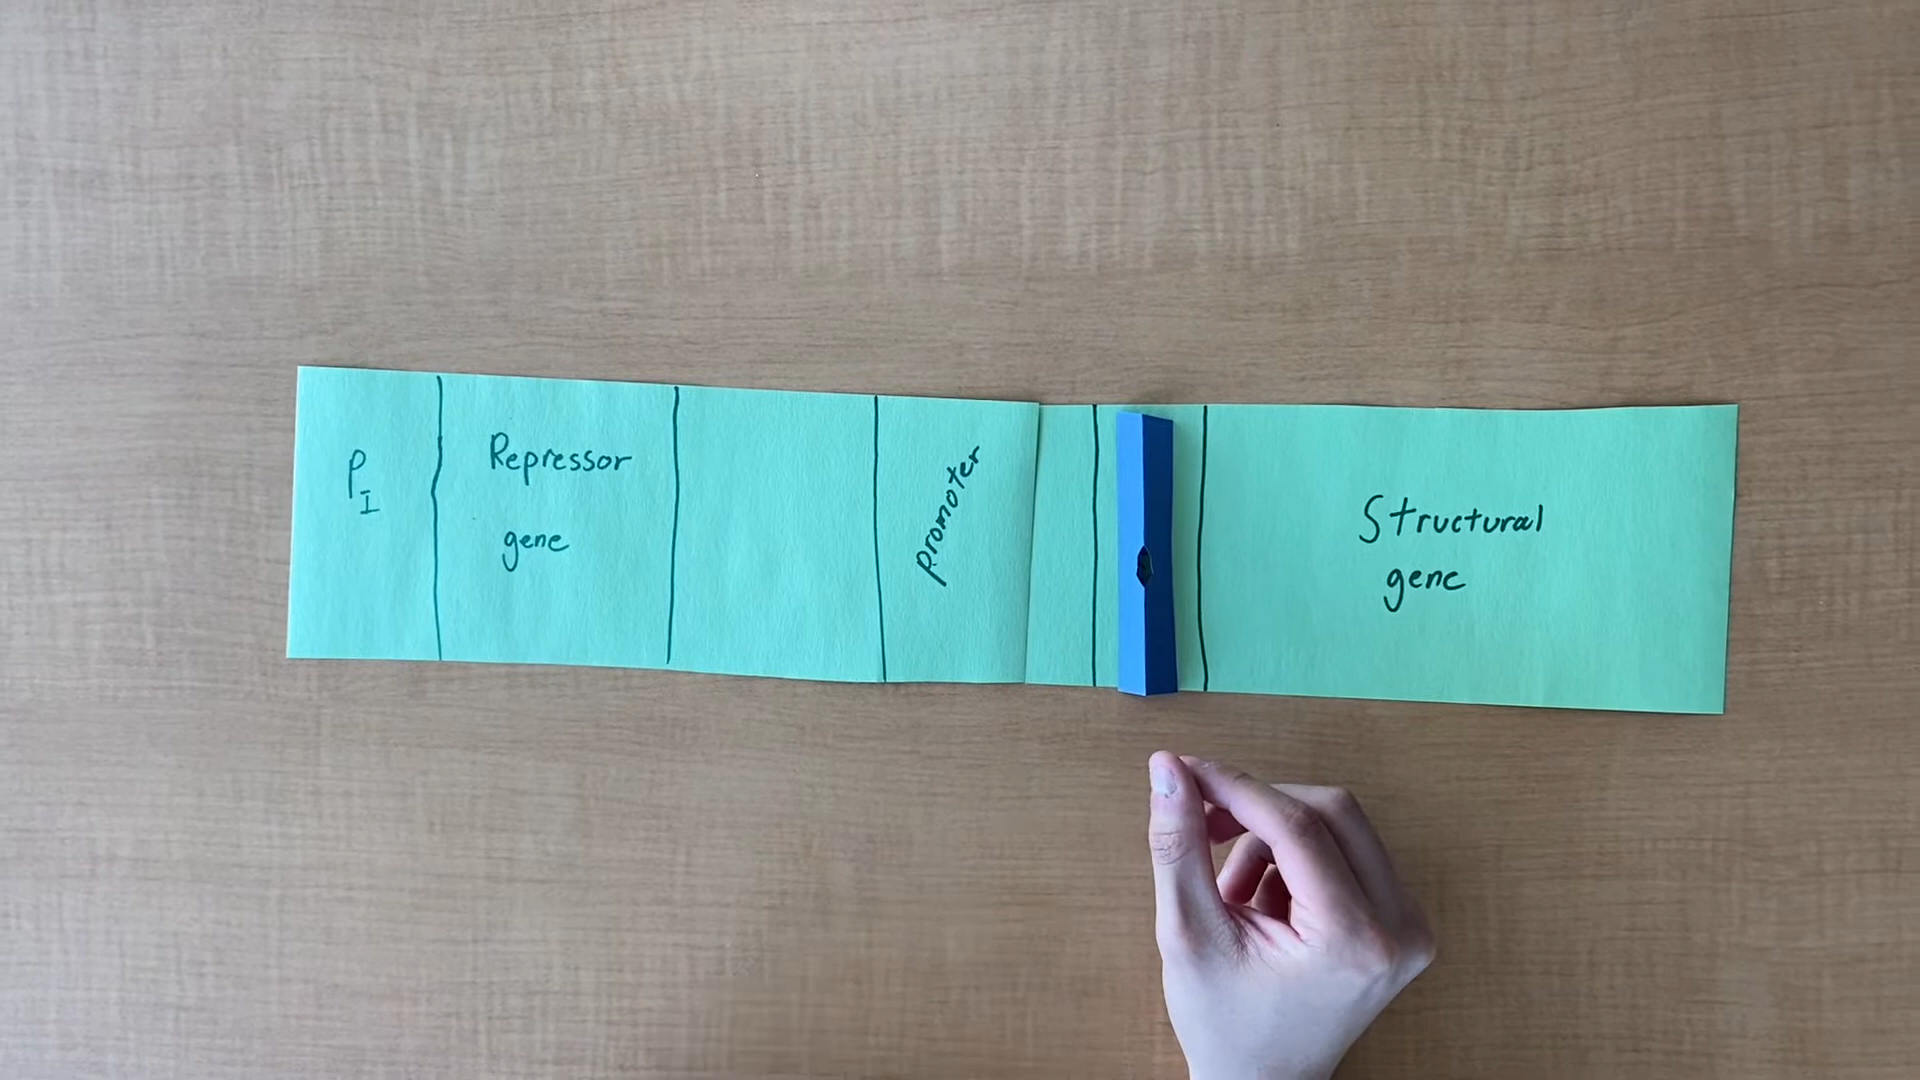 P
I
Repressor
gene
promoter
Structural
gene